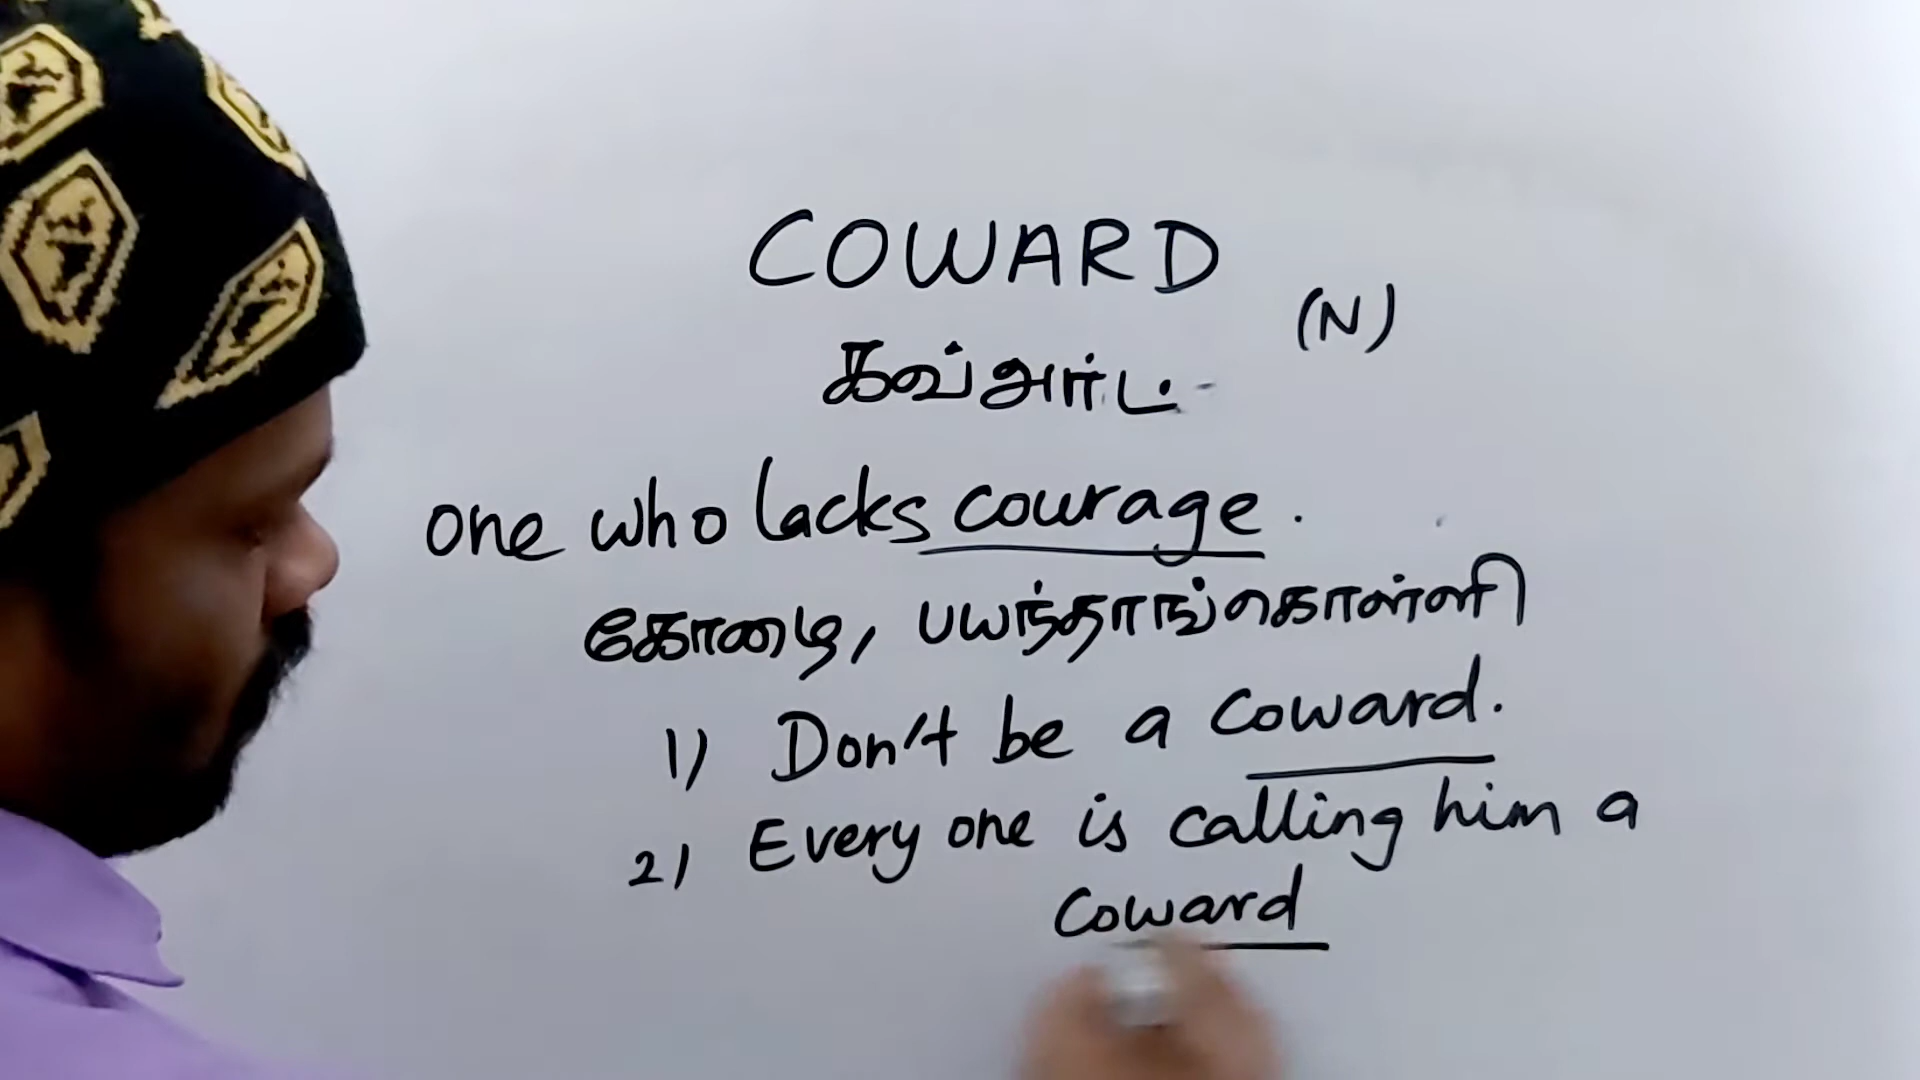 COWARD
(N)
கவ்அர்ட்
one who lacks courage.
கோழை, பயந்தாங்கொள்ளி
1) Don't be a coward.
2) Every one is calling him a
coward